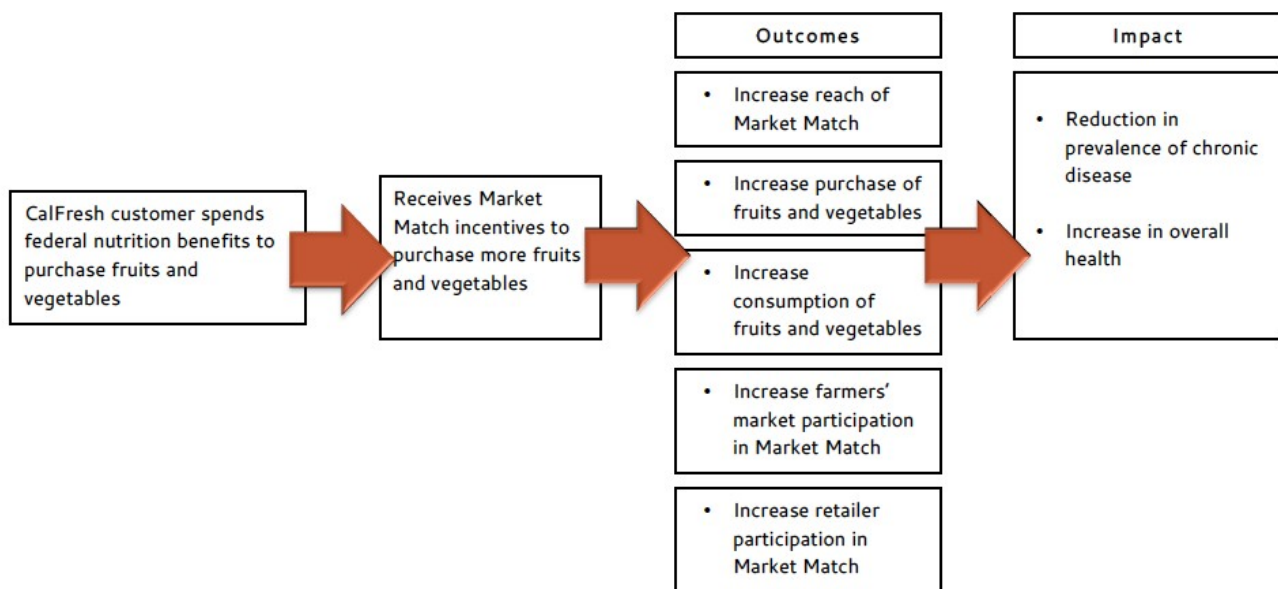 CalFresh customer spends
federal nutrition benefits to
purchase fruits and
vegetables
Receives Market
Match incentives to
purchase more fruits
and vegetables
Outcomes
• Increase reach of
Market Match
• Increase purchase of
fruits and vegetables
• Increase
consumption of
fruits and vegetables
• Increase farmers’
market participation
in Market Match
• Increase retailer
participation in
Market Match
Impact
• Reduction in
prevalence of chronic
disease
• Increase in overall
health